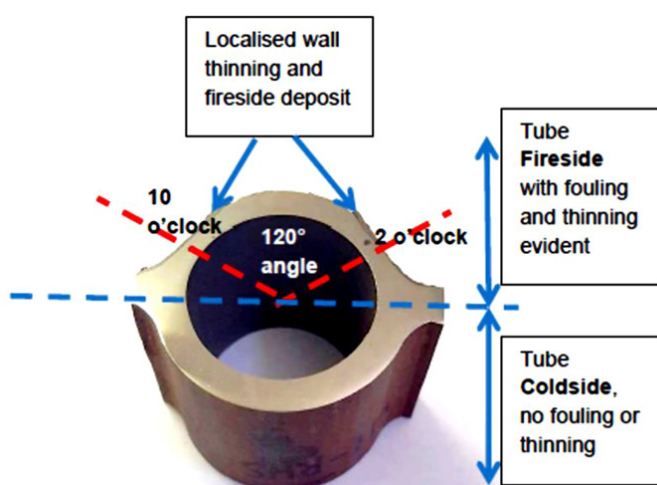 Localised wall
thinning and
fireside deposit
Tube
Fireside
with fouling
and thinning
evident
10
o'clock
120°
angle
2 o'clock
Tube
Coldside,
no fouling or
thinning